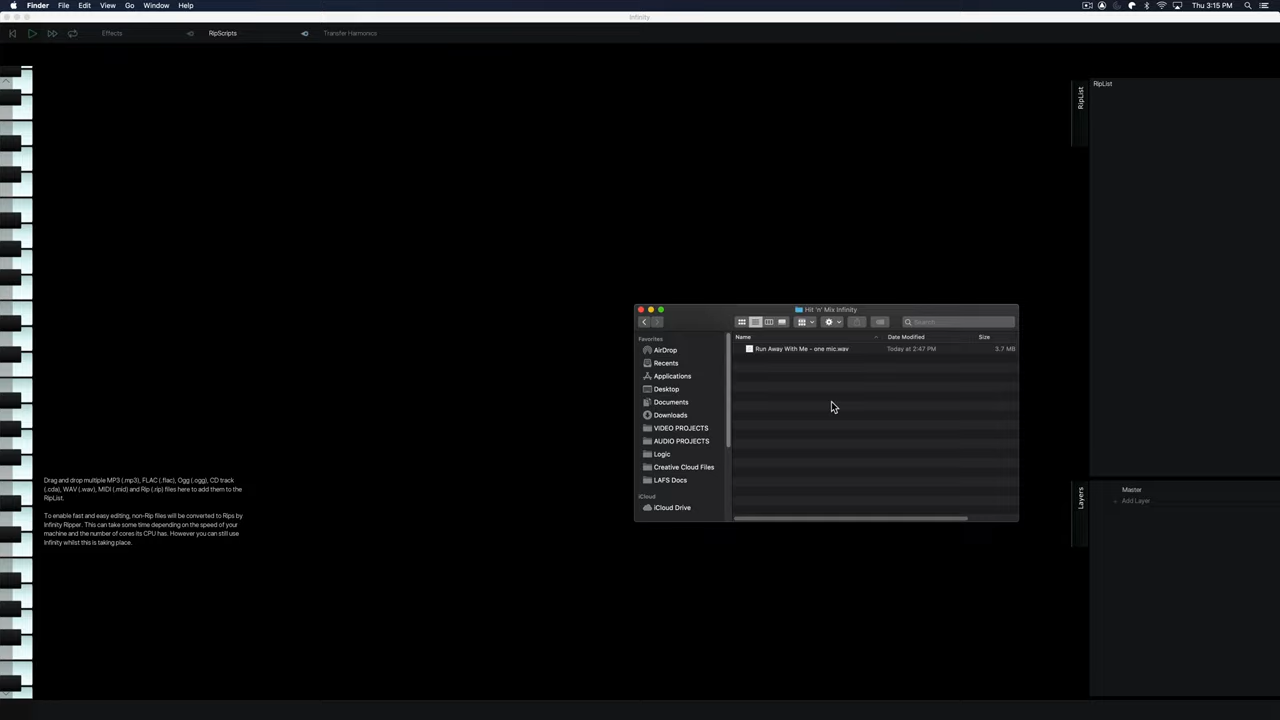 Finder File Edit View Go Window Help Thu 3:15 PM
Infinity
Effects RipScripts Transfer Harmonics
RipList RipList
Hit 'n' Mix Infinity
Search
Favorites
AirDrop
Recents
Applications
Desktop
Documents
Downloads
VIDEO PROJECTS
AUDIO PROJECTS
Logic
Creative Cloud Files
LAFS Docs
iCloud
iCloud Drive
Name Date Modified Size
Run Away With Me - one mic.wav Today at 2:47 PM 3.7 MB
Drag and drop multiple MP3 (.mp3), FLAC (.flac), Ogg (.ogg), CD track
(.cda), WAV (.wav), MIDI (.mid) and Rip (.rip) files here to add them to the
RipList.
To enable fast and easy editing, non-Rip files will be converted to Rips by
Infinity Ripper. This can take some time depending on the speed of your
machine and the number of cores its CPU has. However you can still use
Infinity whilst this is taking place.
Layers
Master
Add Layer